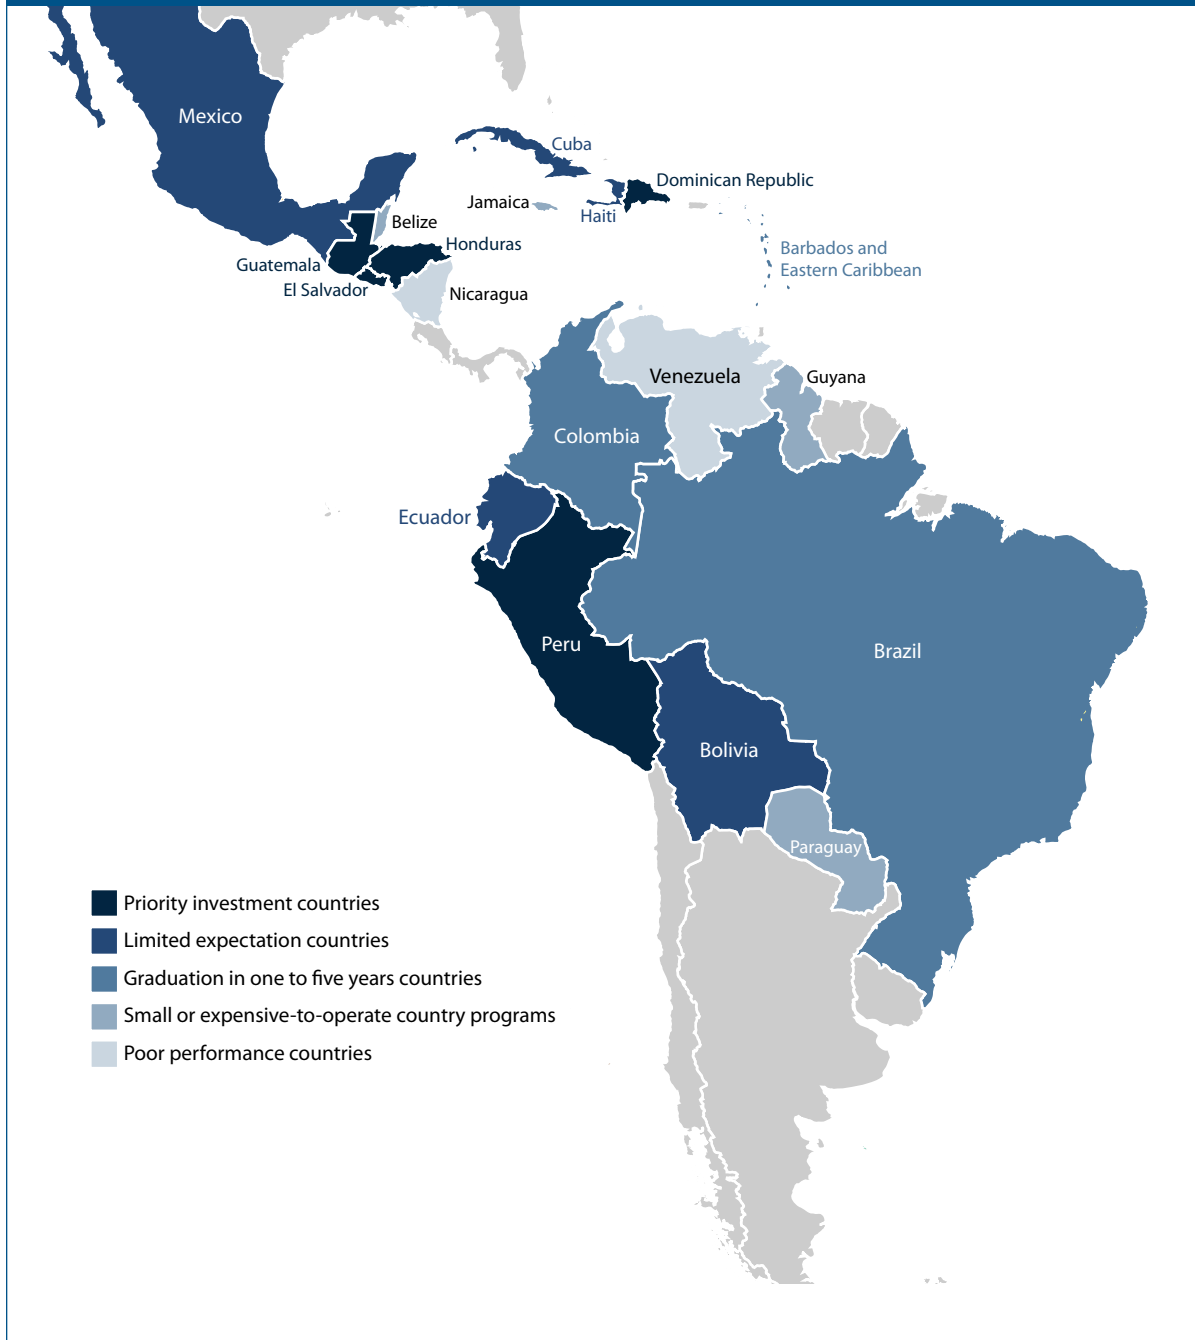 Mexico
Cuba
Dominican Republic
Jamaica
Haiti
Belize
Honduras
Barbados and
Eastern Caribbean
Guatemala
El Salvador
Nicaragua
Venezuela
Guyana
Colombia
Ecuador
Peru
Brazil
Bolivia
Paraguay
Priority investment countries
Limited expectation countries
Graduation in one to five years countries
Small or expensive-to-operate country programs
Poor performance countries